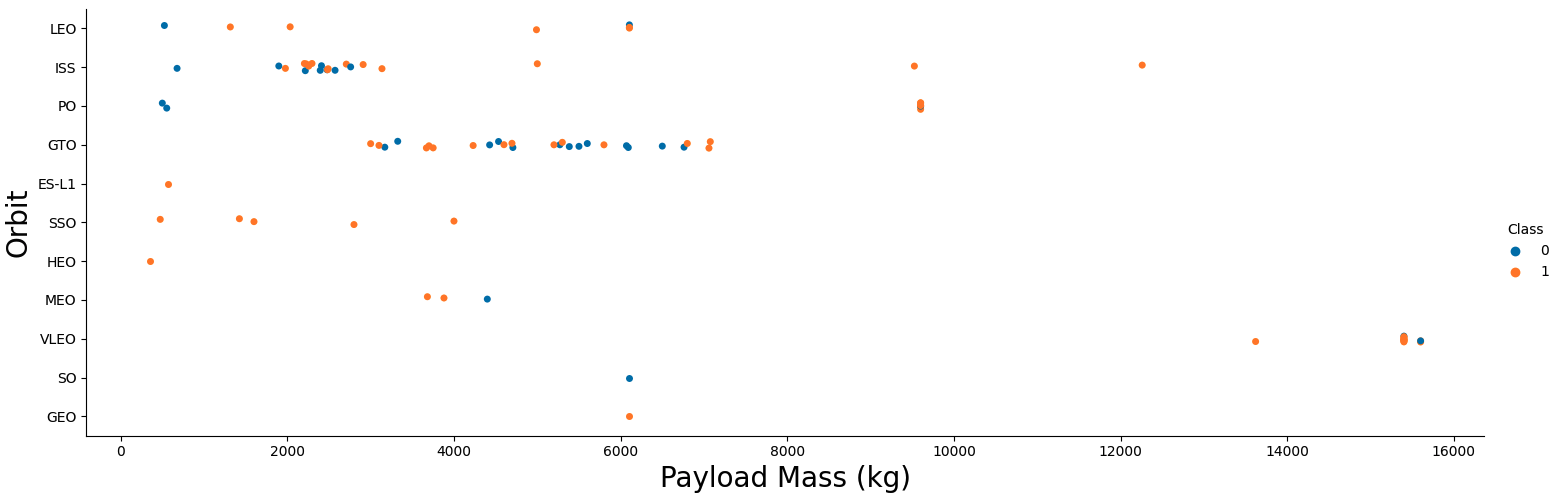 LEO
ISS
PO
GTO
ES-L1
SSO
HEO
MEO
VLEO
SO
GEO
Orbit
0 2000 4000 6000 8000 10000 12000 14000 16000
Payload Mass (kg)
Class
0
1